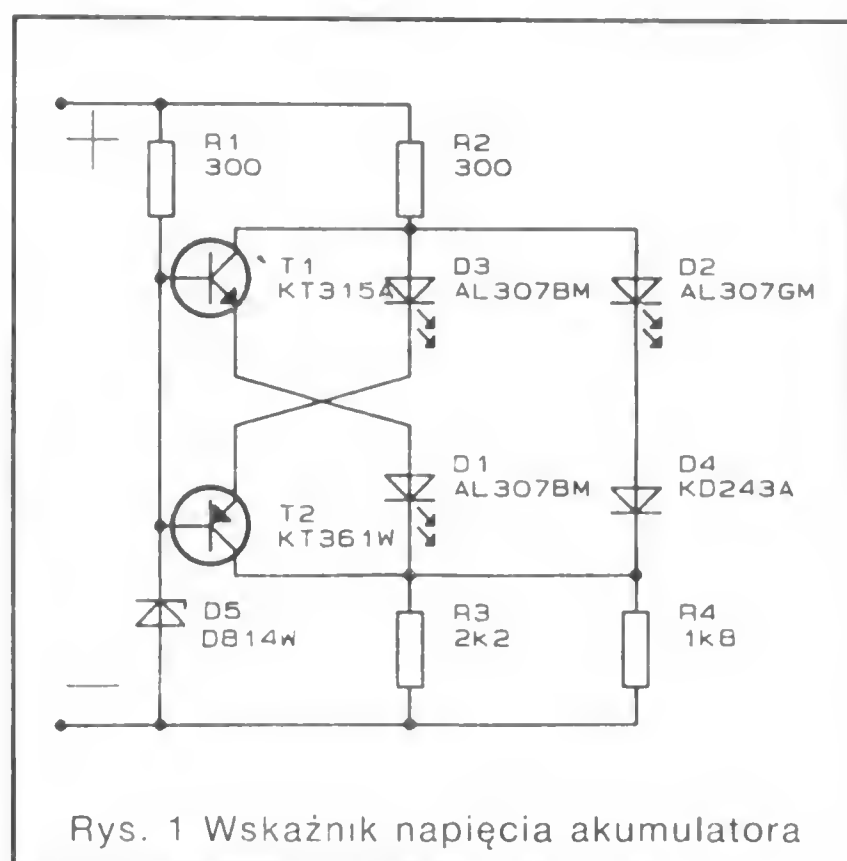 R1
300
R2
300
T1
KT315A
D3
AL307BM
D2
AL307GM
T2
KT361W
D1
AL307BM
D4
KD243A
D5
D814W
R3
2K2
R4
1K8
Rys. 1 Wskaźnik napięcia akumulatora